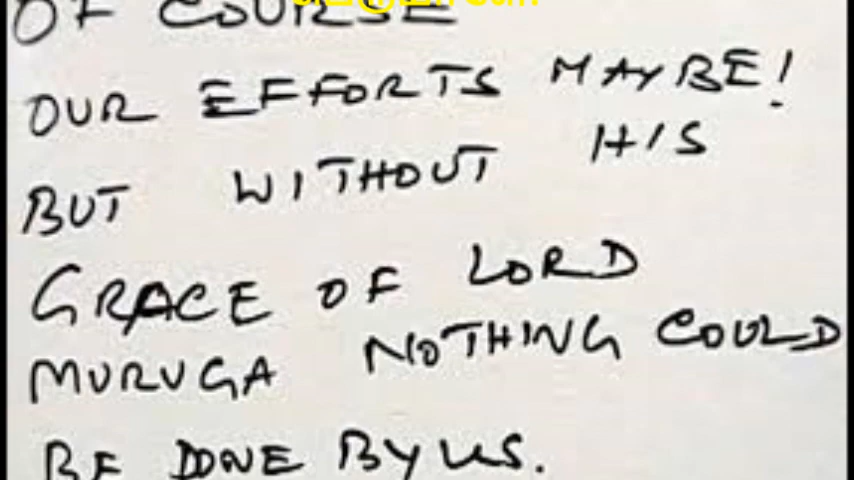 OF COURSE
OUR EFFORTS MAYBE!
BUT WITHOUT HIS
GRACE OF LORD
MURUGA NOTHING COULD
BE DONE BY US.